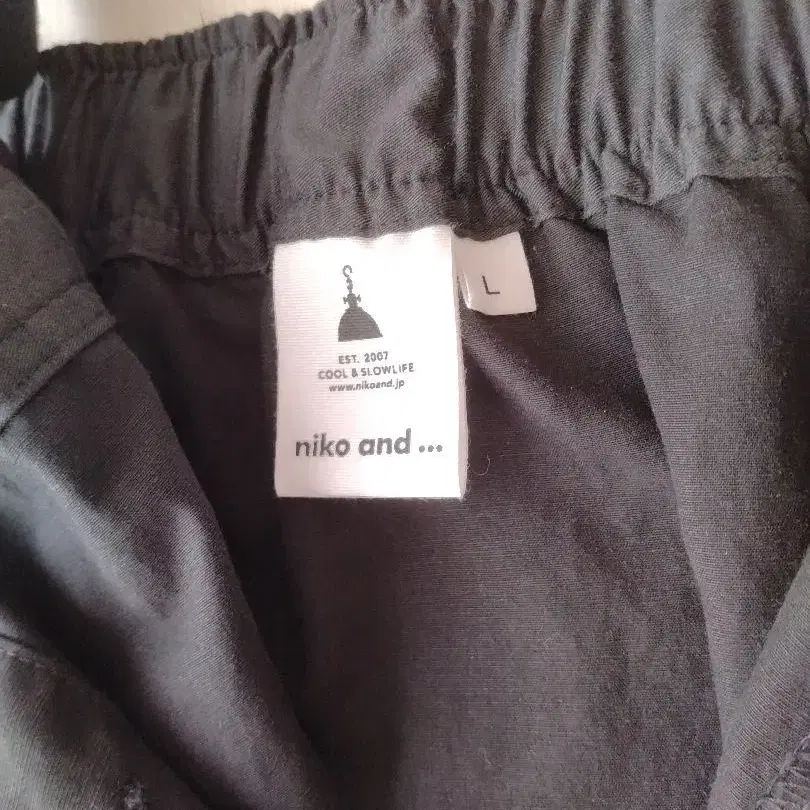 EST. 2007
COOL & SLOWLIFE
www.nikoand.jp
niko and ...
L